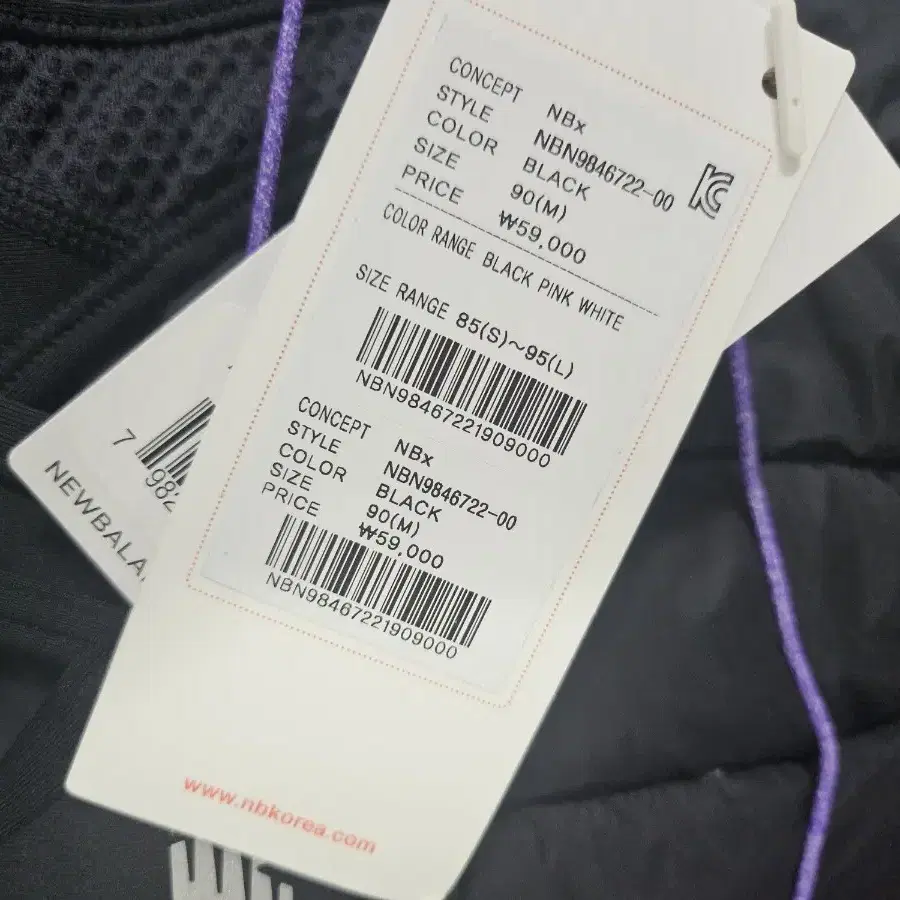 CONCEPT NBx
STYLE NBN9846722-00
COLOR BLACK
SIZE 90(M)
PRICE ₩59,000
COLOR RANGE BLACK PINK WHITE
SIZE RANGE 85(S)~95(L)
NBN98467221909000
CONCEPT NBx
STYLE NBN9846722-00
COLOR BLACK
SIZE 90(M)
PRICE ₩59,000
NBN98467221909000
www.nbkorea.com
7 982
NEWBALA